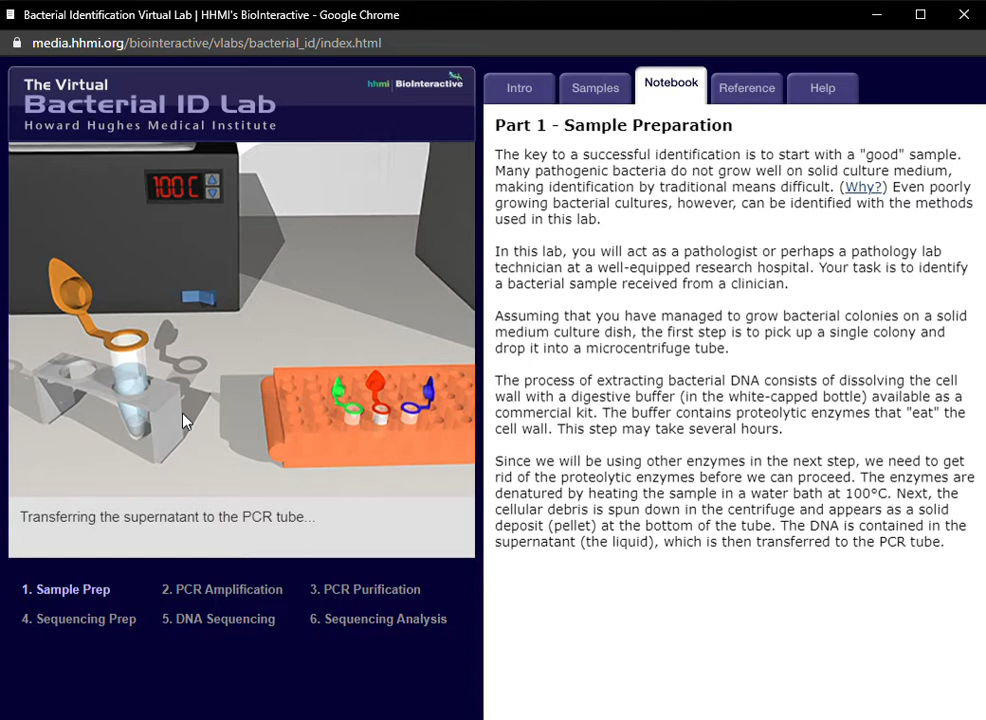 Bacterial Identification Virtual Lab | HHMI's BioInteractive - Google Chrome
media.hhmi.org/biointeractive/vlabs/bacterial_id/index.html
The Virtual
Bacterial ID Lab
Howard Hughes Medical Institute
hhmi | BioInteractive
Intro
Samples
Notebook
Reference
Help
100C
Transferring the supernatant to the PCR tube...
1. Sample Prep
2. PCR Amplification
3. PCR Purification
4. Sequencing Prep
5. DNA Sequencing
6. Sequencing Analysis
Part 1 - Sample Preparation
The key to a successful identification is to start with a "good" sample.
Many pathogenic bacteria do not grow well on solid culture medium,
making identification by traditional means difficult. (Why?) Even poorly
growing bacterial cultures, however, can be identified with the methods
used in this lab.
In this lab, you will act as a pathologist or perhaps a pathology lab
technician at a well-equipped research hospital. Your task is to identify
a bacterial sample received from a clinician.
Assuming that you have managed to grow bacterial colonies on a solid
medium culture dish, the first step is to pick up a single colony and
drop it into a microcentrifuge tube.
The process of extracting bacterial DNA consists of dissolving the cell
wall with a digestive buffer (in the white-capped bottle) available as a
commercial kit. The buffer contains proteolytic enzymes that "eat" the
cell wall. This step may take several hours.
Since we will be using other enzymes in the next step, we need to get
rid of the proteolytic enzymes before we can proceed. The enzymes are
denatured by heating the sample in a water bath at 100°C. Next, the
cellular debris is spun down in the centrifuge and appears as a solid
deposit (pellet) at the bottom of the tube. The DNA is contained in the
supernatant (the liquid), which is then transferred to the PCR tube.